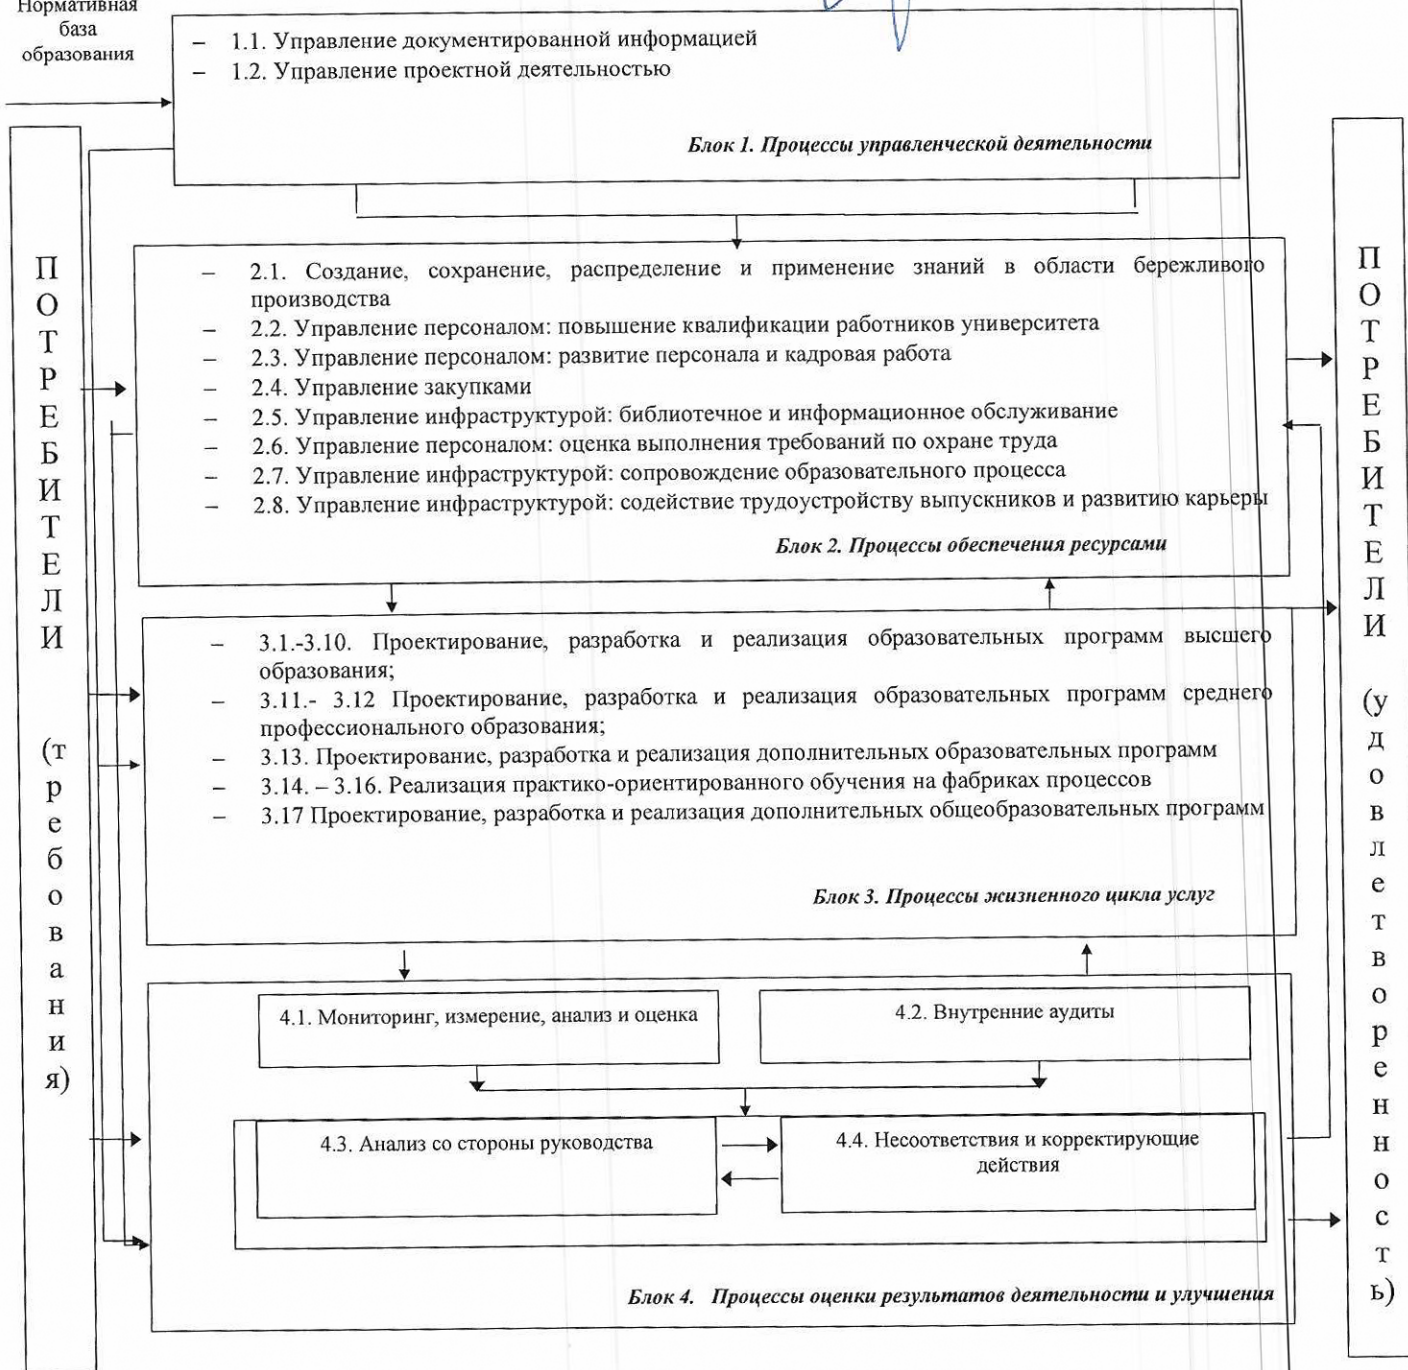 Нормативная
база
образования
– 1.1. Управление документированной информацией
– 1.2. Управление проектной деятельностью
Блок 1. Процессы управленческой деятельности
ПОТРЕБИТЕЛИ (требования)
– 2.1. Создание, сохранение, распределение и применение знаний в области бережливого
производства
– 2.2. Управление персоналом: повышение квалификации работников университета
– 2.3. Управление персоналом: развитие персонала и кадровая работа
– 2.4. Управление закупками
– 2.5. Управление инфраструктурой: библиотечное и информационное обслуживание
– 2.6. Управление персоналом: оценка выполнения требований по охране труда
– 2.7. Управление инфраструктурой: сопровождение образовательного процесса
– 2.8. Управление инфраструктурой: содействие трудоустройству выпускников и развитию карьеры
Блок 2. Процессы обеспечения ресурсами
– 3.1.-3.10. Проектирование, разработка и реализация образовательных программ высшего
образования;
– 3.11.- 3.12 Проектирование, разработка и реализация образовательных программ среднего
профессионального образования;
– 3.13. Проектирование, разработка и реализация дополнительных образовательных программ
– 3.14. – 3.16. Реализация практико-ориентированного обучения на фабриках процессов
– 3.17 Проектирование, разработка и реализация дополнительных общеобразовательных программ
Блок 3. Процессы жизненного цикла услуг
4.1. Мониторинг, измерение, анализ и оценка
4.2. Внутренние аудиты
4.3. Анализ со стороны руководства
4.4. Несоответствия и корректирующие
действия
Блок 4. Процессы оценки результатов деятельности и улучшения
ПОТРЕБИТЕЛИ (удовлетворенность)